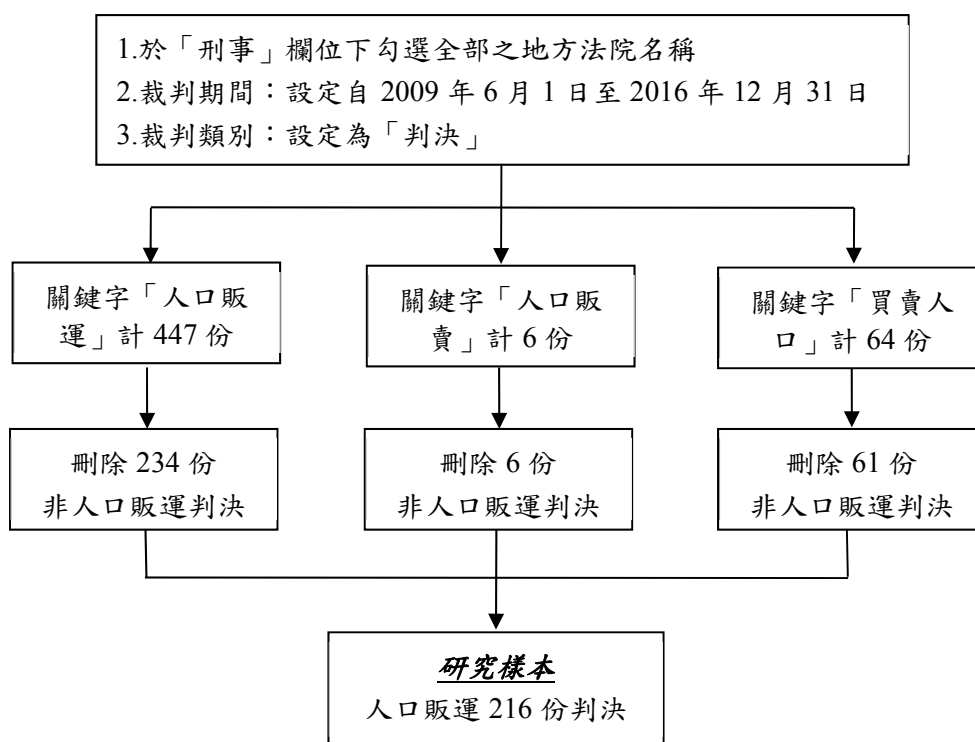 1.於「刑事」欄位下勾選全部之地方法院名稱
2.裁判期間：設定自 2009 年 6 月 1 日至 2016 年 12 月 31 日
3.裁判類別：設定為「判決」
關鍵字「人口販
運」計 447 份
關鍵字「人口販
賣」計 6 份
關鍵字「買賣人
口」計 64 份
刪除 234 份
非人口販運判決
刪除 6 份
非人口販運判決
刪除 61 份
非人口販運判決
研究樣本
人口販運 216 份判決